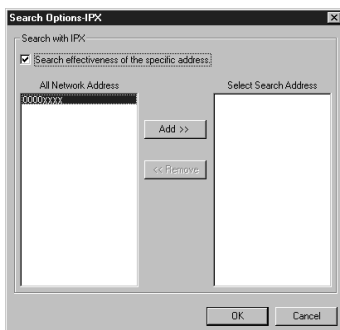 Search Options-IPX
Search with IPX
Search effectiveness of the specific address.
All Network Address
Select Search Address
0000xxxx
Add >>
<< Remove
OK
Cancel